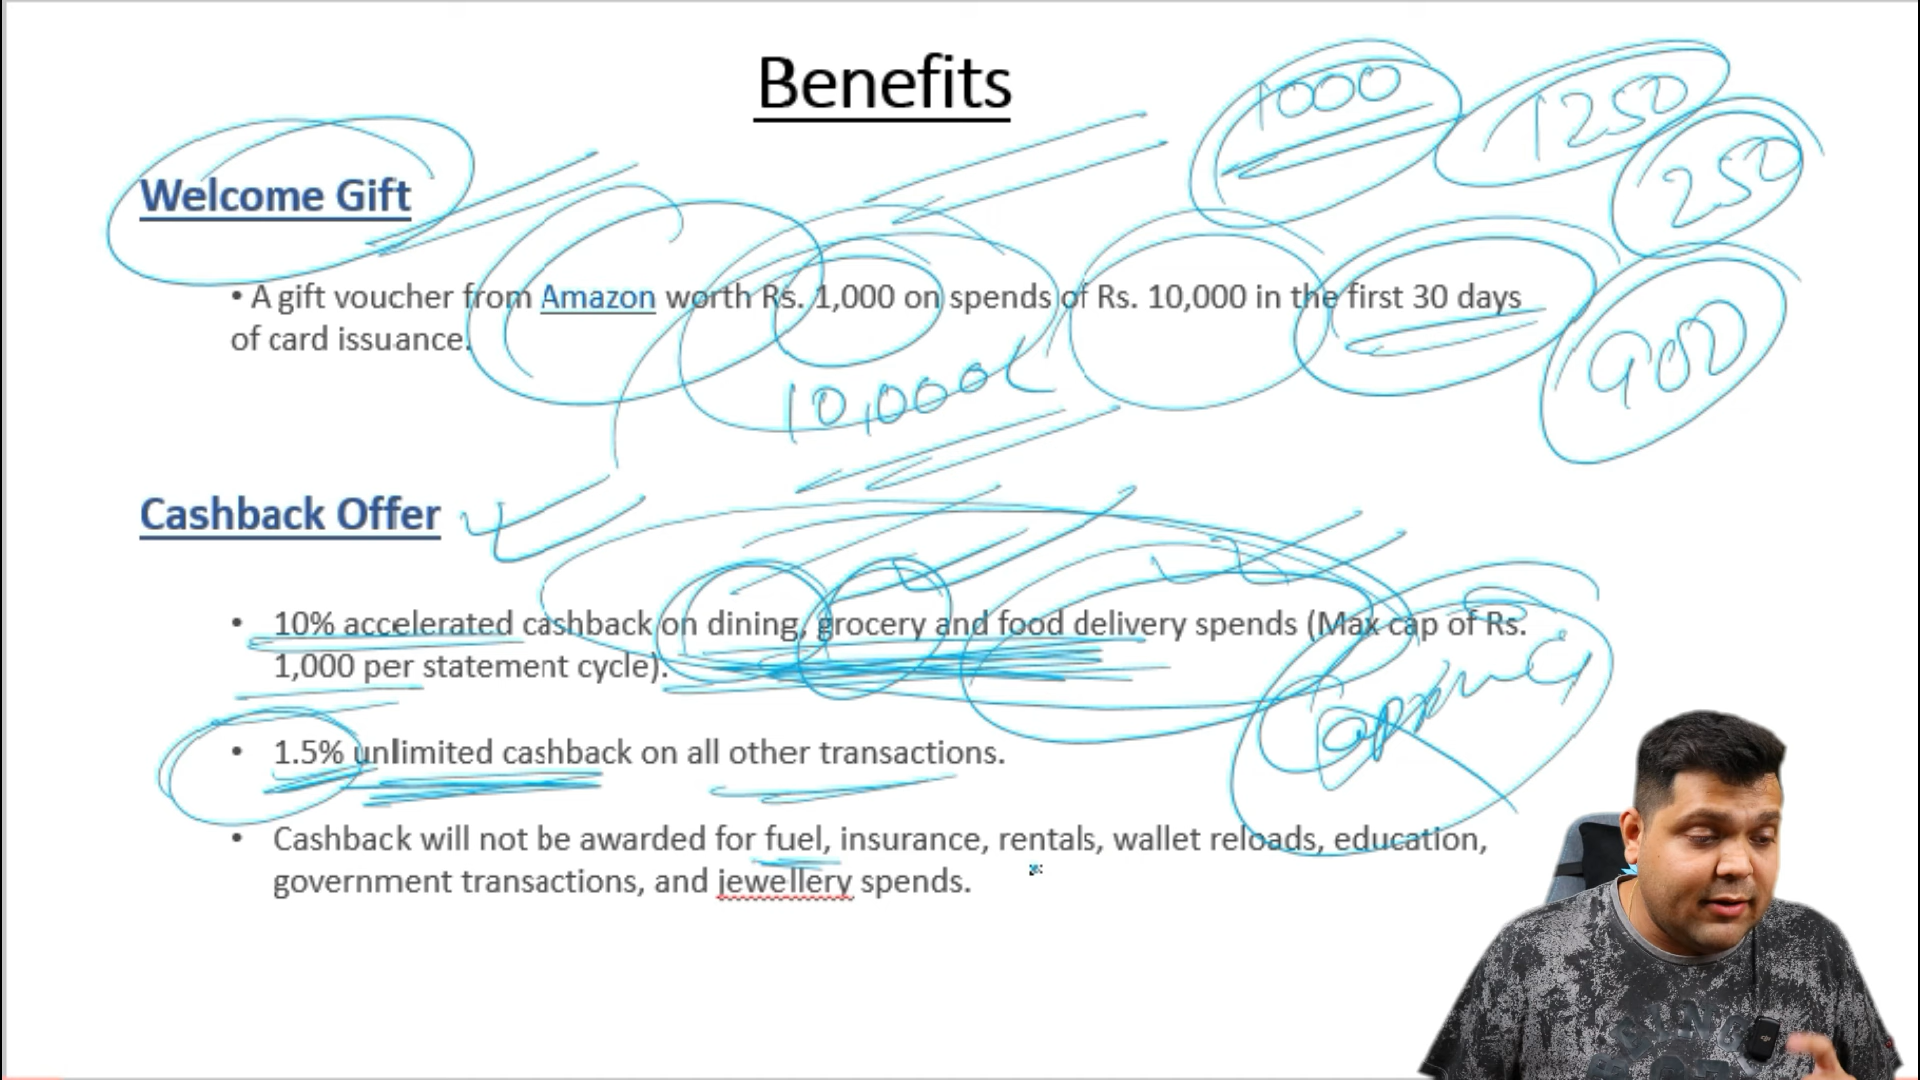 Benefits
1000
1250
250
Welcome Gift
• A gift voucher from Amazon worth Rs. 1,000 on spends of Rs. 10,000 in the first 30 days
of card issuance.
900
10,000
Cashback Offer
• 10% accelerated cashback on dining, grocery and food delivery spends (Max cap of Rs.
1,000 per statement cycle).
• 1.5% unlimited cashback on all other transactions.
• Cashback will not be awarded for fuel, insurance, rentals, wallet reloads, education,
government transactions, and jewellery spends.